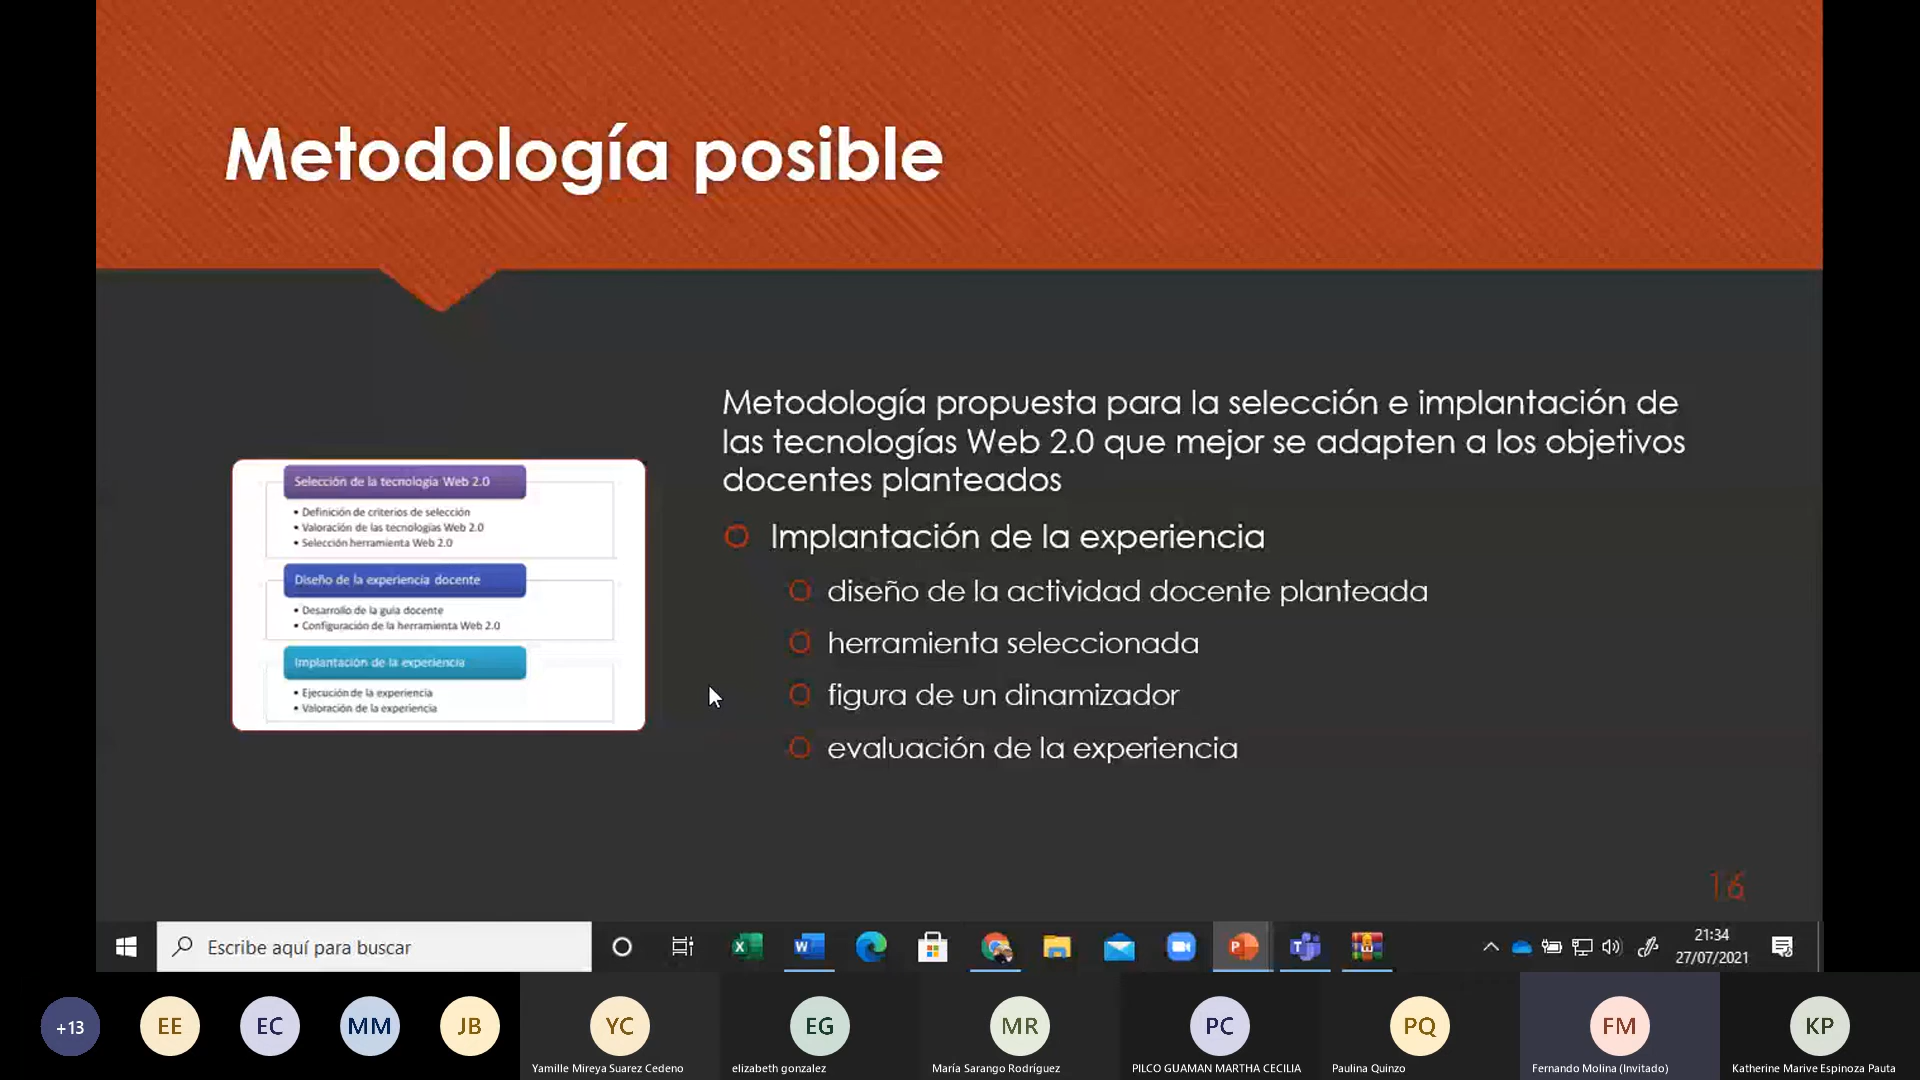 Metodología posible
Metodología propuesta para la selección e implantación de
las tecnologías Web 2.0 que mejor se adapten a los objetivos
docentes planteados
Implantación de la experiencia
diseño de la actividad docente planteada
herramienta seleccionada
figura de un dinamizador
evaluación de la experiencia
Selección de la tecnología Web 2.0
• Definición de criterios de selección
• Valoración de las tecnologías Web 2.0
• Selección herramienta Web 2.0
Diseño de la experiencia docente
• Desarrollo de la guía docente
• Configuración de la herramienta Web 2.0
Implantación de la experiencia
• Ejecución de la experiencia
• Valoración de la experiencia
16
Escribe aquí para buscar
21:34
27/07/2021
+13
EE
EC
MM
JB
YC
EG
MR
PC
PQ
FM
KP
Yamille Mireya Suarez Cedeno
elizabeth gonzalez
María Sarango Rodríguez
PILCO GUAMAN MARTHA CECILIA
Paulina Quinzo
Fernando Molina (Invitado)
Katherine Marive Espinoza Pauta